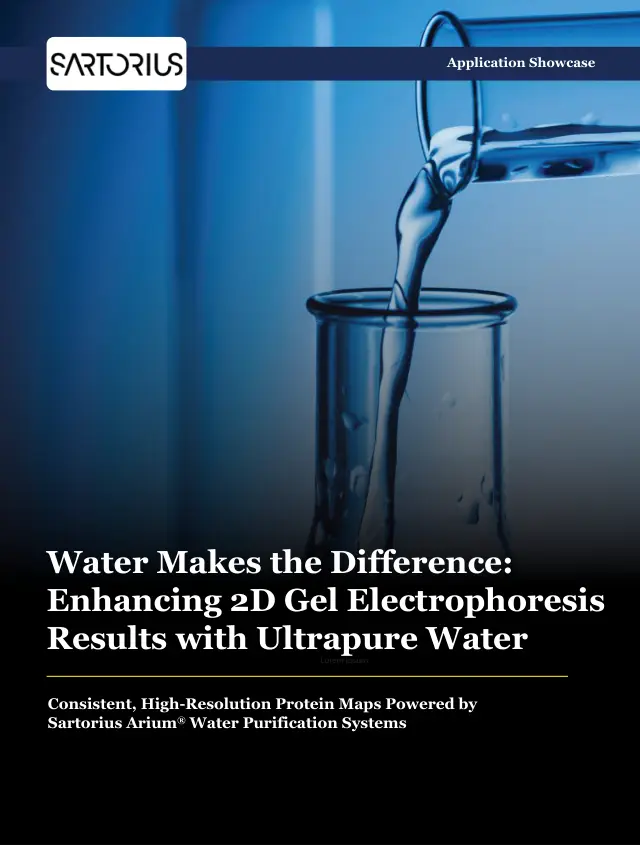 SARTORIUS
Application Showcase
Water Makes the Difference:
Enhancing 2D Gel Electrophoresis
Results with Ultrapure Water
Consistent, High-Resolution Protein Maps Powered by
Sartorius Arium® Water Purification Systems